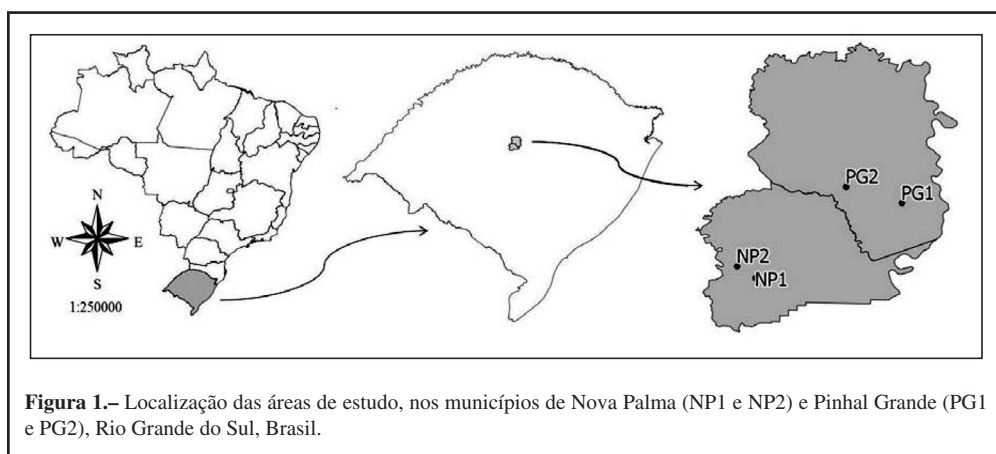 N
W E
S
1:250000
PG2
PG1
NP2
NP1
Figura 1.– Localização das áreas de estudo, nos municípios de Nova Palma (NP1 e NP2) e Pinhal Grande (PG1
e PG2), Rio Grande do Sul, Brasil.